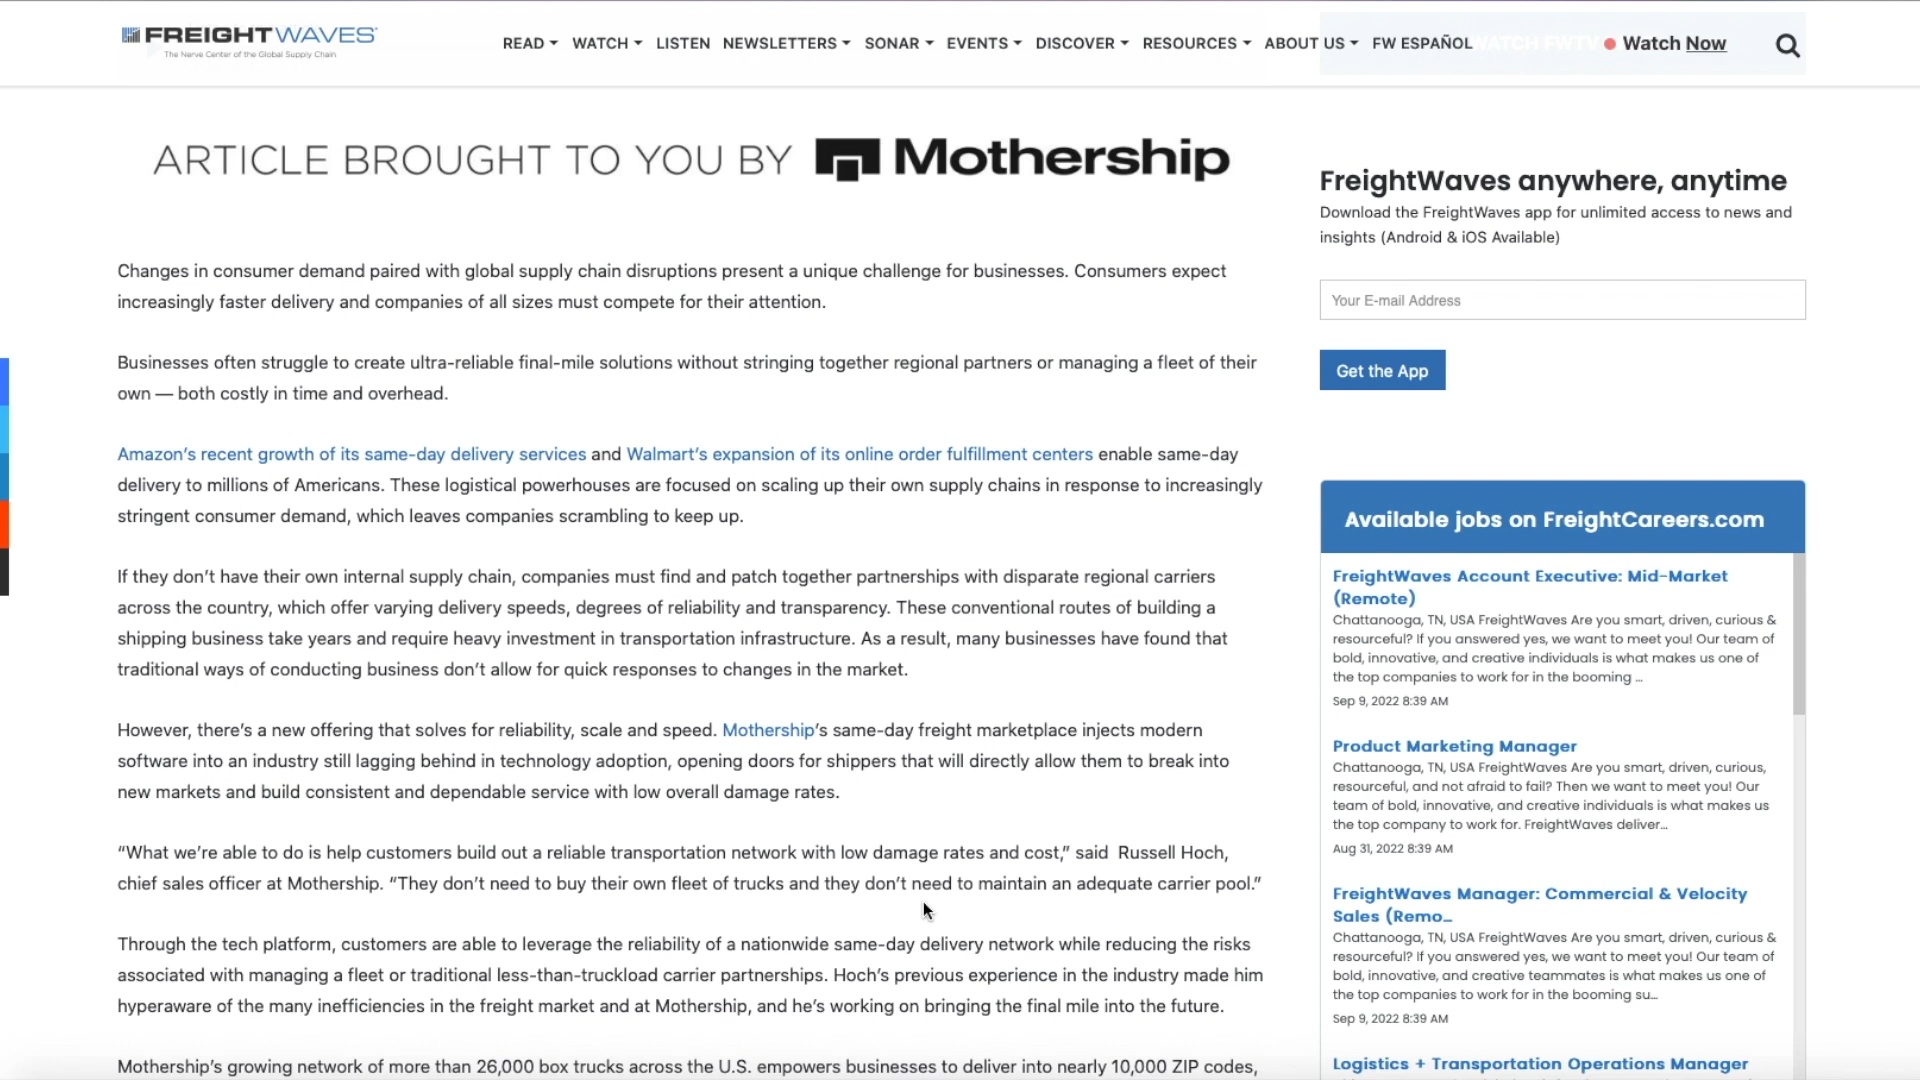 FREIGHTWAVES
The Nerve Center of the Global Supply Chain
READ WATCH LISTEN NEWSLETTERS SONAR EVENTS DISCOVER RESOURCES ABOUT US FW ESPAÑOL WATCH FWTV Watch Now
ARTICLE BROUGHT TO YOU BY Mothership
Changes in consumer demand paired with global supply chain disruptions present a unique challenge for businesses. Consumers expect
increasingly faster delivery and companies of all sizes must compete for their attention.
Businesses often struggle to create ultra-reliable final-mile solutions without stringing together regional partners or managing a fleet of their
own — both costly in time and overhead.
Amazon’s recent growth of its same-day delivery services and Walmart’s expansion of its online order fulfillment centers enable same-day
delivery to millions of Americans. These logistical powerhouses are focused on scaling up their own supply chains in response to increasingly
stringent consumer demand, which leaves companies scrambling to keep up.
If they don’t have their own internal supply chain, companies must find and patch together partnerships with disparate regional carriers
across the country, which offer varying delivery speeds, degrees of reliability and transparency. These conventional routes of building a
shipping business take years and require heavy investment in transportation infrastructure. As a result, many businesses have found that
traditional ways of conducting business don’t allow for quick responses to changes in the market.
However, there’s a new offering that solves for reliability, scale and speed. Mothership’s same-day freight marketplace injects modern
software into an industry still lagging behind in technology adoption, opening doors for shippers that will directly allow them to break into
new markets and build consistent and dependable service with low overall damage rates.
“What we’re able to do is help customers build out a reliable transportation network with low damage rates and cost,” said Russell Hoch,
chief sales officer at Mothership. “They don’t need to buy their own fleet of trucks and they don’t need to maintain an adequate carrier pool.”
Through the tech platform, customers are able to leverage the reliability of a nationwide same-day delivery network while reducing the risks
associated with managing a fleet or traditional less-than-truckload carrier partnerships. Hoch’s previous experience in the industry made him
hyperaware of the many inefficiencies in the freight market and at Mothership, and he’s working on bringing the final mile into the future.
Mothership’s growing network of more than 26,000 box trucks across the U.S. empowers businesses to deliver into nearly 10,000 ZIP codes,
FreightWaves anywhere, anytime
Download the FreightWaves app for unlimited access to news and
insights (Android & iOS Available)
Your E-mail Address
Get the App
Available jobs on FreightCareers.com
FreightWaves Account Executive: Mid-Market
(Remote)
Chattanooga, TN, USA FreightWaves Are you smart, driven, curious &
resourceful? If you answered yes, we want to meet you! Our team of
bold, innovative, and creative individuals is what makes us one of
the top companies to work for in the booming ...
Sep 9, 2022 8:39 AM
Product Marketing Manager
Chattanooga, TN, USA FreightWaves Are you smart, driven, curious,
resourceful, and not afraid to fail? Then we want to meet you! Our
team of bold, innovative, and creative individuals is what makes us
the top company to work for. FreightWaves deliver...
Aug 31, 2022 8:39 AM
FreightWaves Manager: Commercial & Velocity
Sales (Remo...
Chattanooga, TN, USA FreightWaves Are you smart, driven, curious &
resourceful? If you answered yes, we want to meet you! Our team of
bold, innovative, and creative teammates is what makes us one of
the top companies to work for in the booming su...
Sep 9, 2022 8:39 AM
Logistics + Transportation Operations Manager